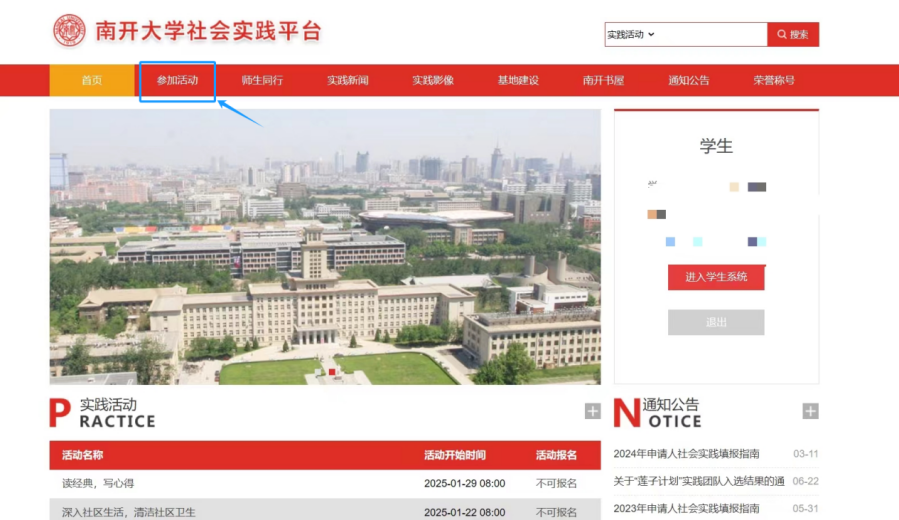 南开大学社会实践平台
实践活动
搜索
首页 参加活动 师生同行 实践新闻 实践影像 基地建设 南开书屋 通知公告 荣誉称号
学生
进入学生系统
退出
实践活动
PRACTICE
活动名称 活动开始时间 活动报名
读经典，写心得 2025-01-29 08:00 不可报名
深入社区生活，清洁社区卫生 2025-01-22 08:00 不可报名
通知公告
NOTICE
2024年申请人社会实践填报指南 03-11
关于“莲子计划”实践团队入选结果的通 06-22
2023年申请人社会实践填报指南 05-31